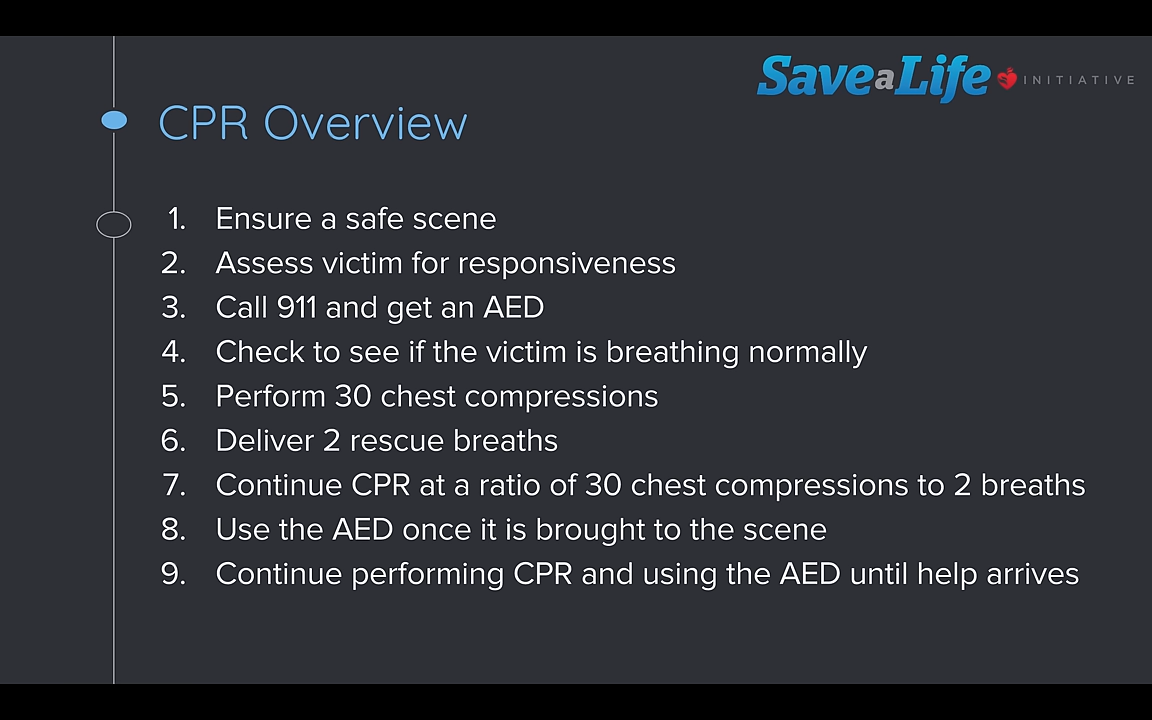 SaveaLife INITIATIVE
CPR Overview
1. Ensure a safe scene
2. Assess victim for responsiveness
3. Call 911 and get an AED
4. Check to see if the victim is breathing normally
5. Perform 30 chest compressions
6. Deliver 2 rescue breaths
7. Continue CPR at a ratio of 30 chest compressions to 2 breaths
8. Use the AED once it is brought to the scene
9. Continue performing CPR and using the AED until help arrives